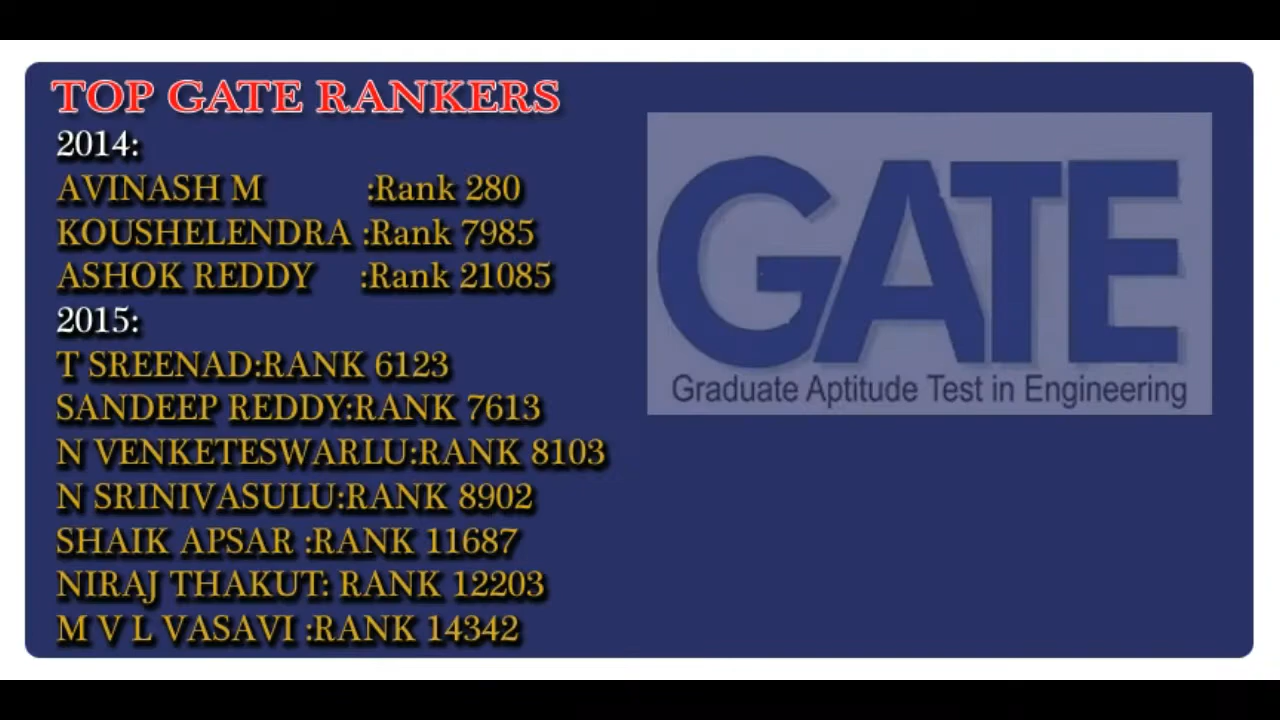 TOP GATE RANKERS
2014:
AVINASH M :Rank 280
KOUSHELENDRA :Rank 7985
ASHOK REDDY :Rank 21085
2015:
T SREENAD:RANK 6123
SANDEEP REDDY:RANK 7613
N VENKETESWARLU:RANK 8103
N SRINIVASULU:RANK 8902
SHAIK APSAR :RANK 11687
NIRAJ THAKUT: RANK 12203
M V L VASAVI :RANK 14342
GATE
Graduate Aptitude Test in Engineering